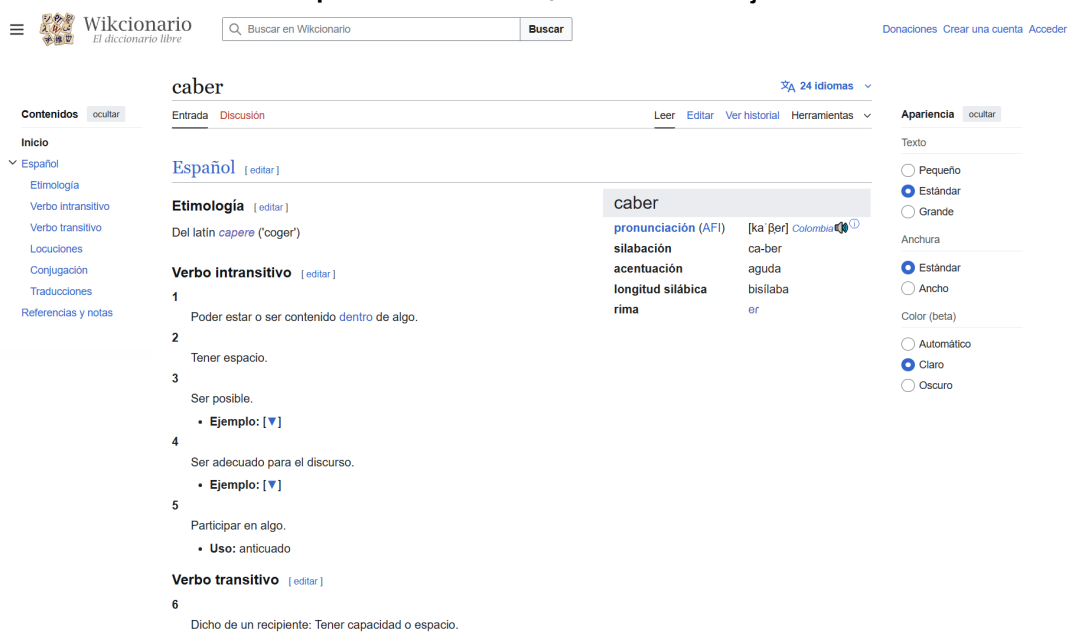 Wikcionario
El diccionario libre
Buscar en Wikcionario
Buscar
Donaciones Crear una cuenta Acceder
caber
24 idiomas
Contenidos ocultar
Entrada Discusión
Leer Editar Ver historial Herramientas
Apariencia ocultar
Inicio
Español
Etimología
Verbo intransitivo
Verbo transitivo
Locuciones
Conjugación
Traducciones
Referencias y notas
Español [ editar ]
Etimología [ editar ]
Del latín capere ('coger')
Verbo intransitivo [ editar ]
1
Poder estar o ser contenido dentro de algo.
2
Tener espacio.
3
Ser posible.
• Ejemplo: [▼]
4
Ser adecuado para el discurso.
• Ejemplo: [▼]
5
Participar en algo.
• Uso: anticuado
Verbo transitivo [ editar ]
6
Dicho de un recipiente: Tener capacidad o espacio.
caber
pronunciación (AFI) [kaˈβ̞eɾ] Colombia
silabación ca-ber
acentuación aguda
longitud silábica bisílaba
rima eɾ
Texto
Pequeño
Estándar
Grande
Anchura
Estándar
Ancho
Color (beta)
Automático
Claro
Oscuro